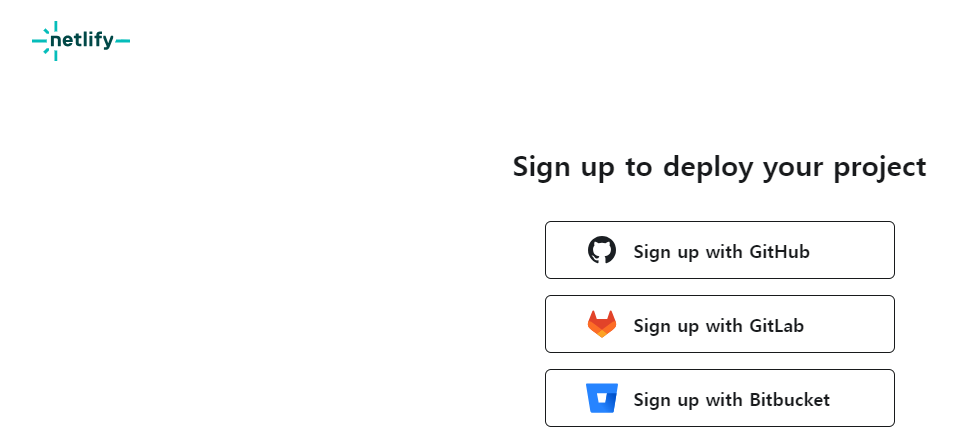 netlify
Sign up to deploy your project
Sign up with GitHub
Sign up with GitLab
Sign up with Bitbucket